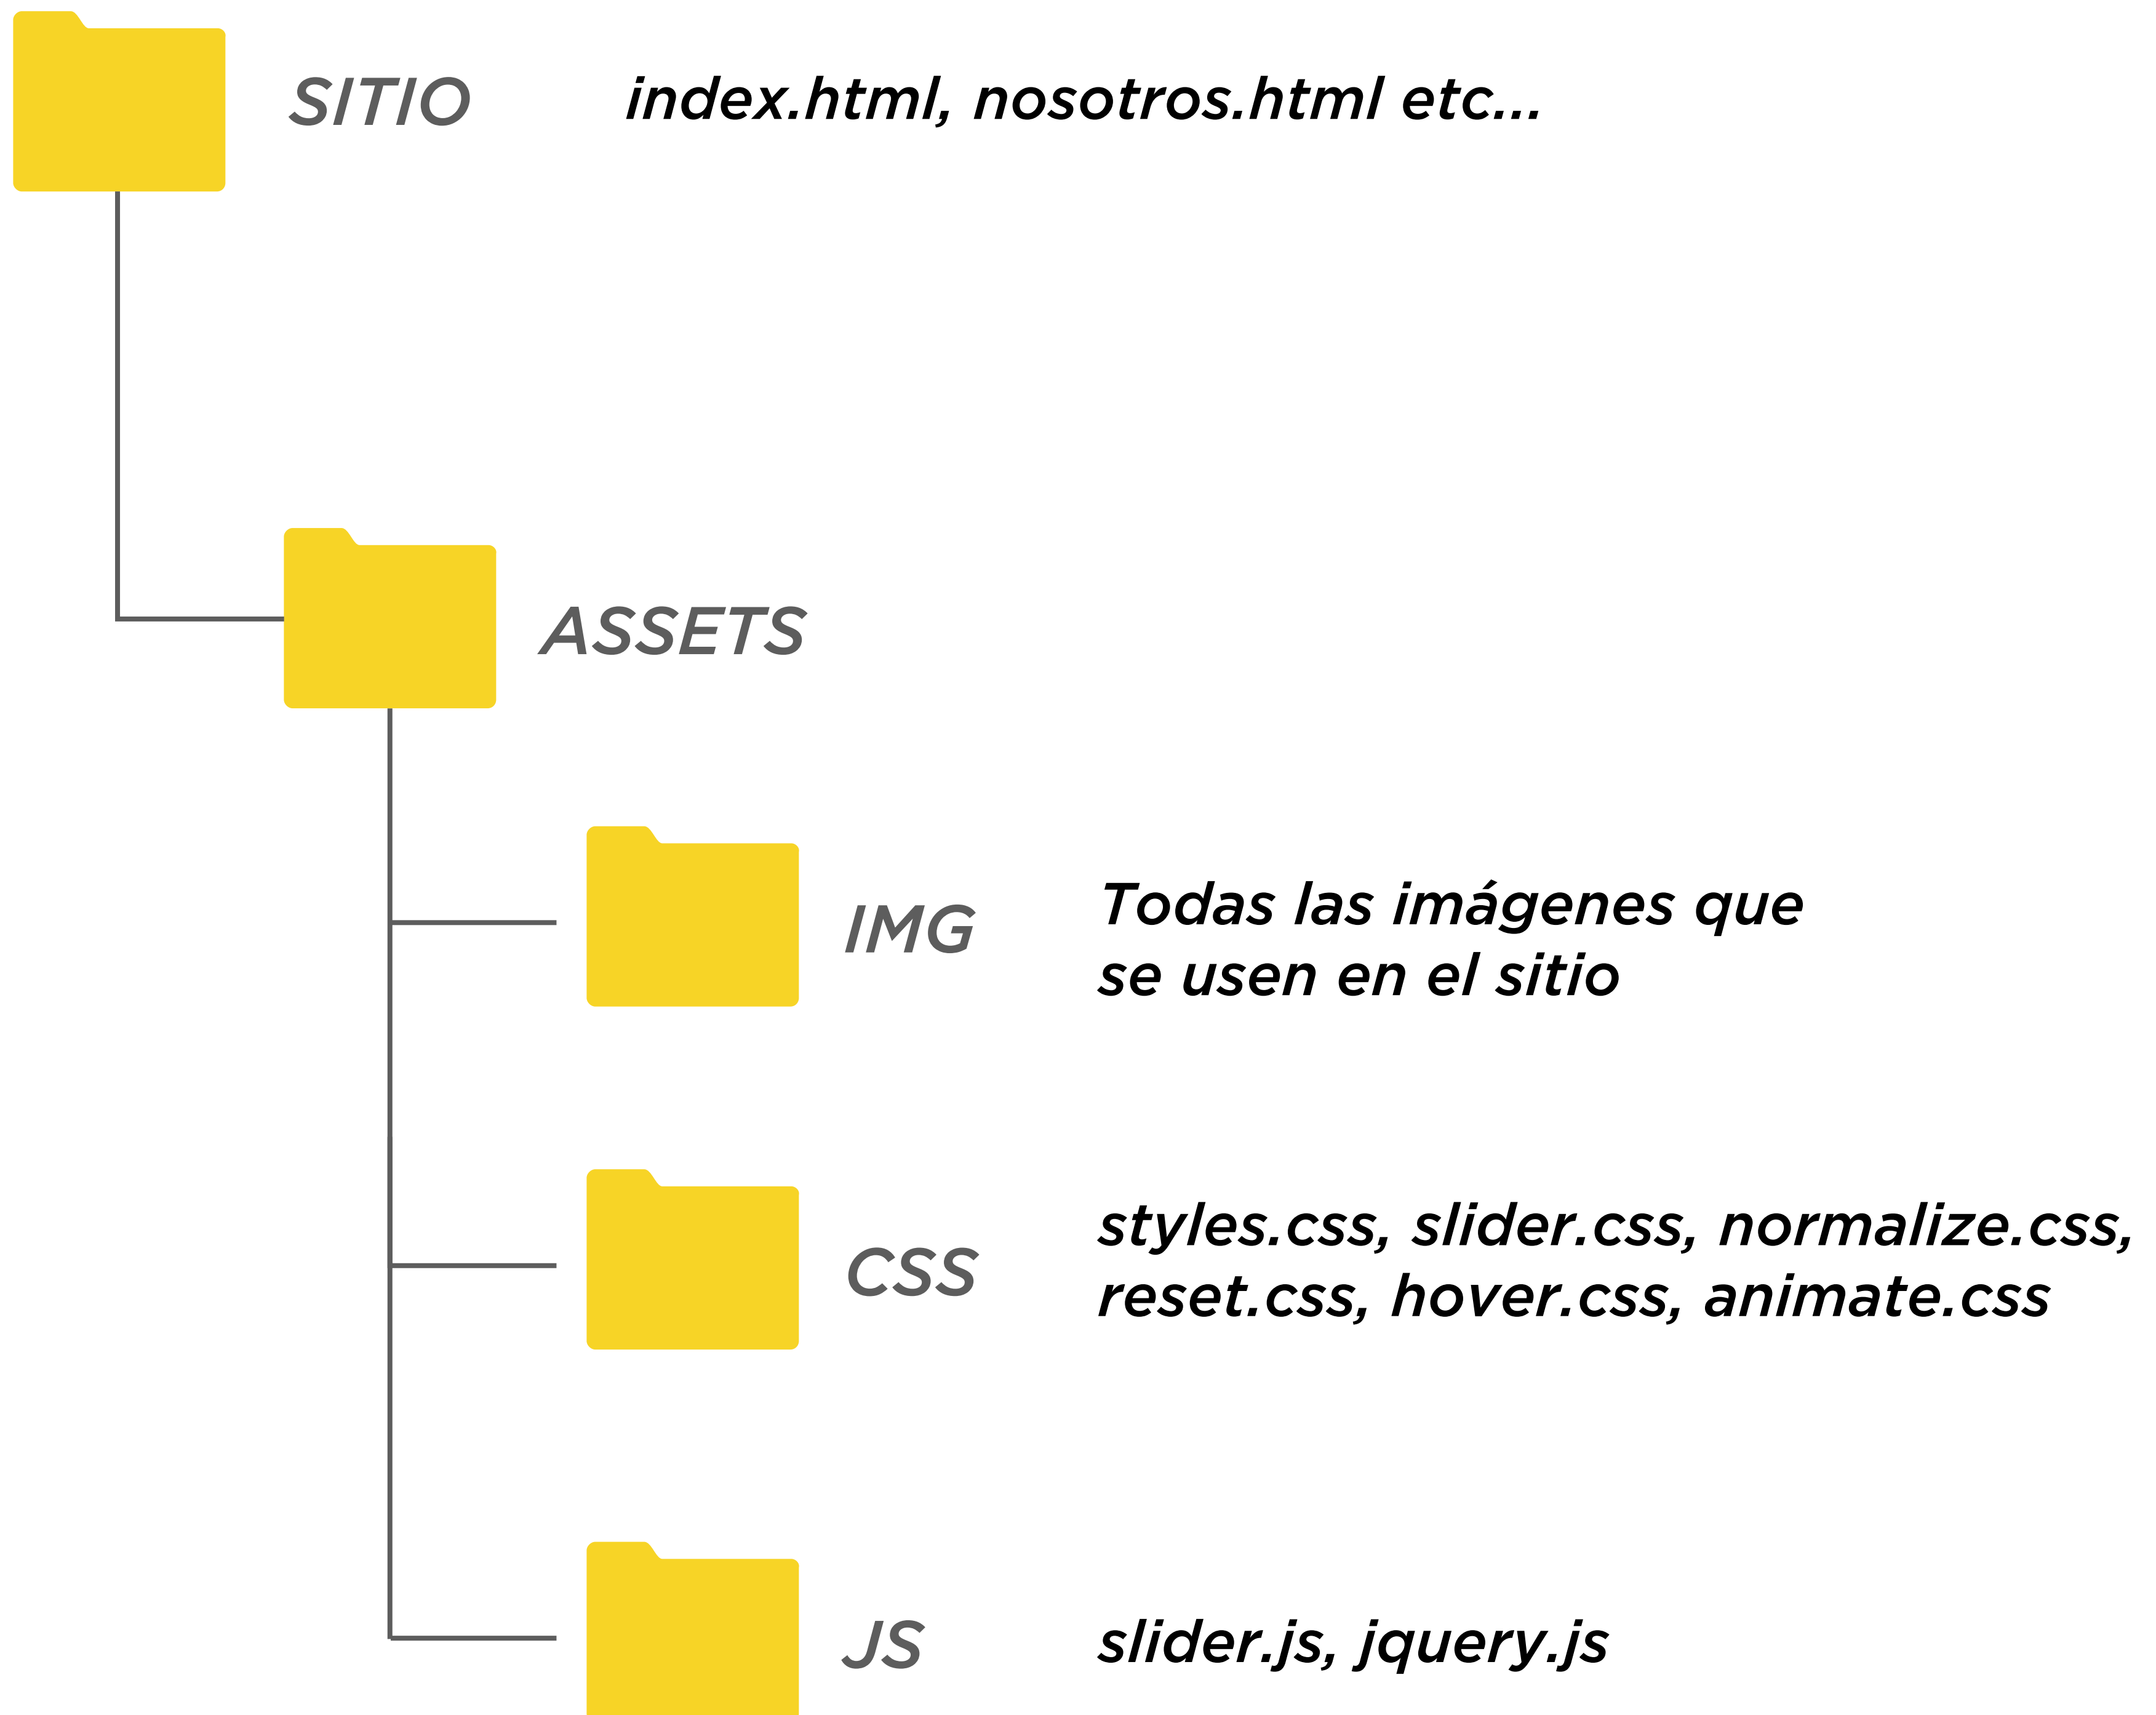 SITIO
index.html, nosotros.html etc...
ASSETS
IMG
Todas las imágenes que
se usen en el sitio
CSS
styles.css, slider.css, normalize.css,
reset.css, hover.css, animate.css
JS
slider.js, jquery.js